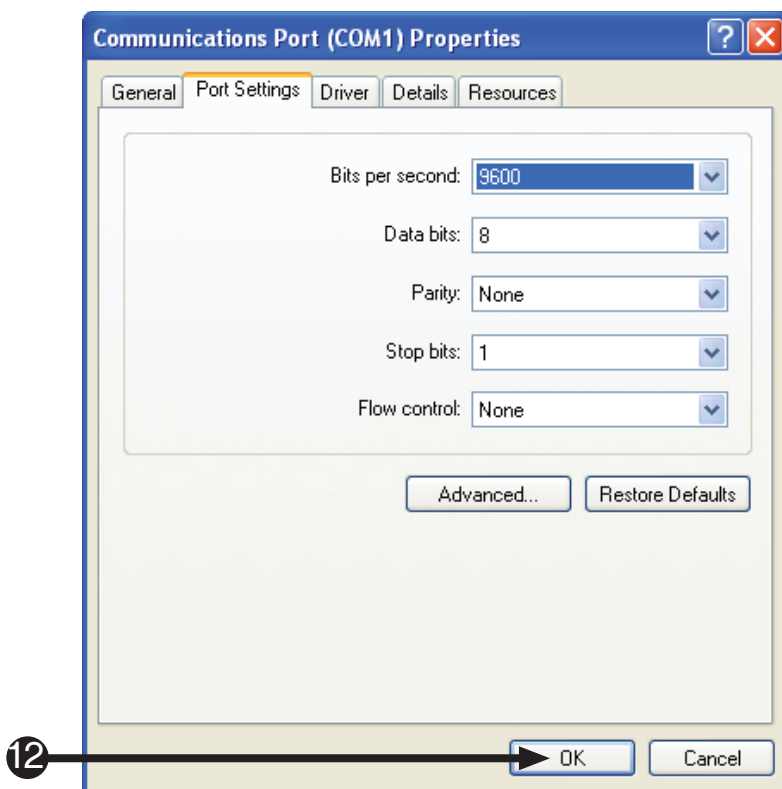 Communications Port (COM1) Properties
General Port Settings Driver Details Resources
Bits per second: 9600
Data bits: 8
Parity: None
Stop bits: 1
Flow control: None
Advanced... Restore Defaults
12 OK Cancel